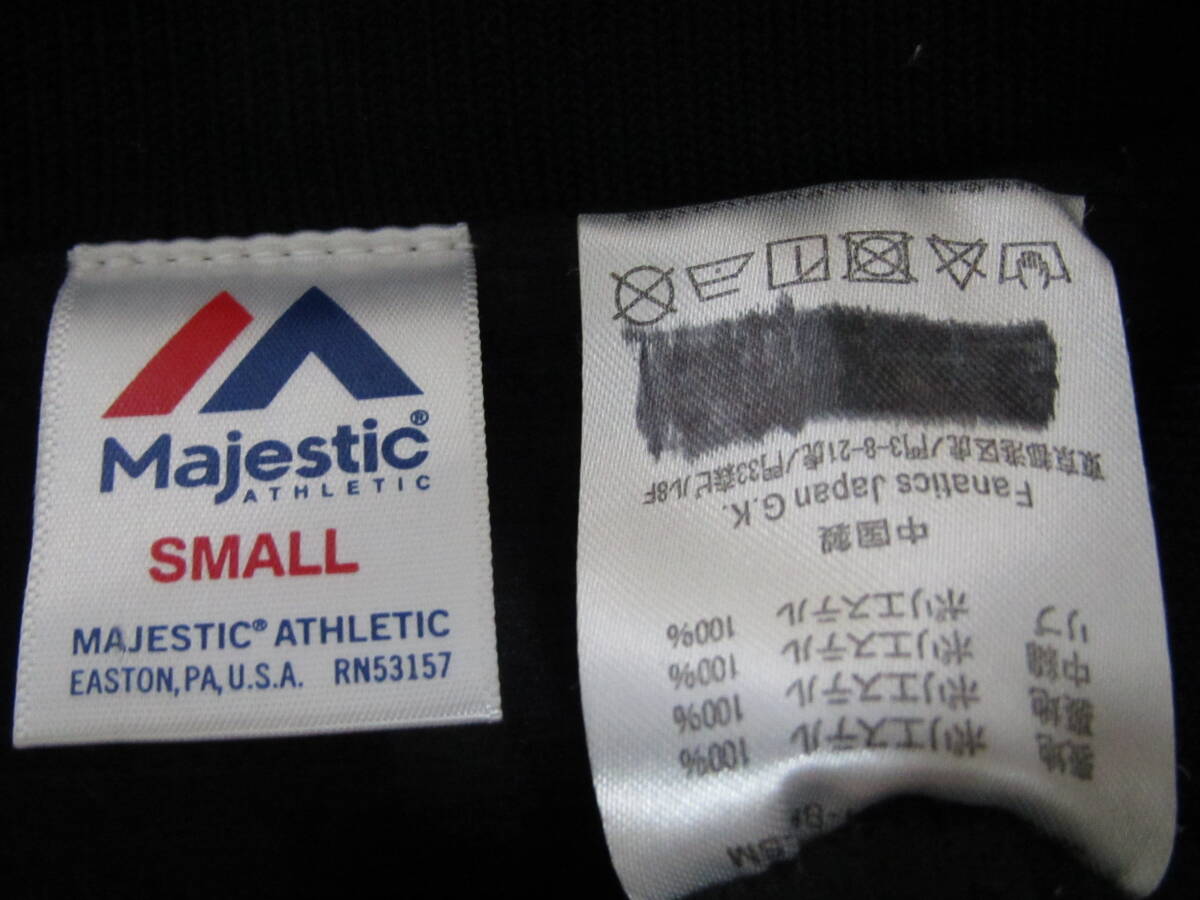 Majestic®
ATHLETIC
SMALL
MAJESTIC® ATHLETIC
EASTON, PA, U.S.A. RN53157
表地 ポリエステル 100%
裏地 ポリエステル 100%
中綿 ポリエステル 100%
リブ ポリエステル 100%
中国製
Fanatics Japan G.K.
東京都港区虎ノ門3-8-21虎ノ門33森ビル8F